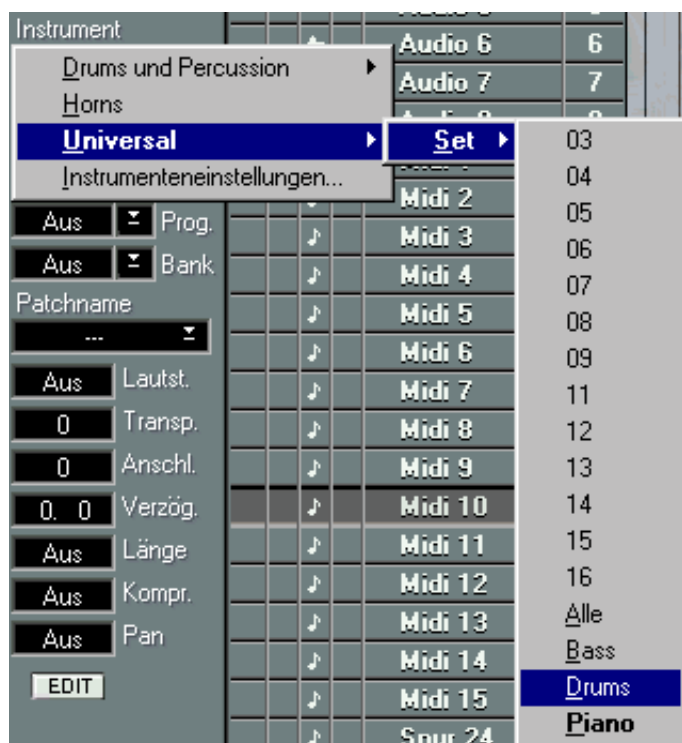 Instrument
Drums und Percussion
Horns
Universal
Instrumenteneinstellungen...
Aus Prog.
Aus Bank
Patchname
---
Aus Lautst.
0 Transp.
0 Anschl.
0. 0 Verzög.
Aus Länge
Aus Kompr.
Aus Pan
EDIT
Audio 6 6
Audio 7 7
Set
Midi 2
Midi 3
Midi 4
Midi 5
Midi 6
Midi 7
Midi 8
Midi 9
Midi 10
Midi 11
Midi 12
Midi 13
Midi 14
Midi 15
Spur 24
03
04
05
06
07
08
09
11
12
13
14
15
16
Alle
Bass
Drums
Piano